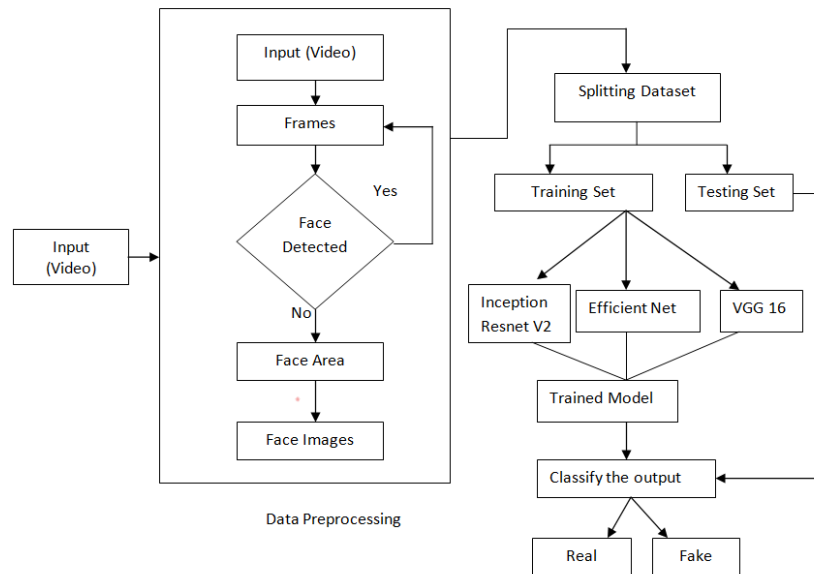 Input
(Video)
Input (Video)
Frames
Yes
Face
Detected
No
Face Area
Face Images
Data Preprocessing
Splitting Dataset
Training Set
Testing Set
Inception
Resnet V2
Efficient Net
VGG 16
Trained Model
Classify the output
Real
Fake